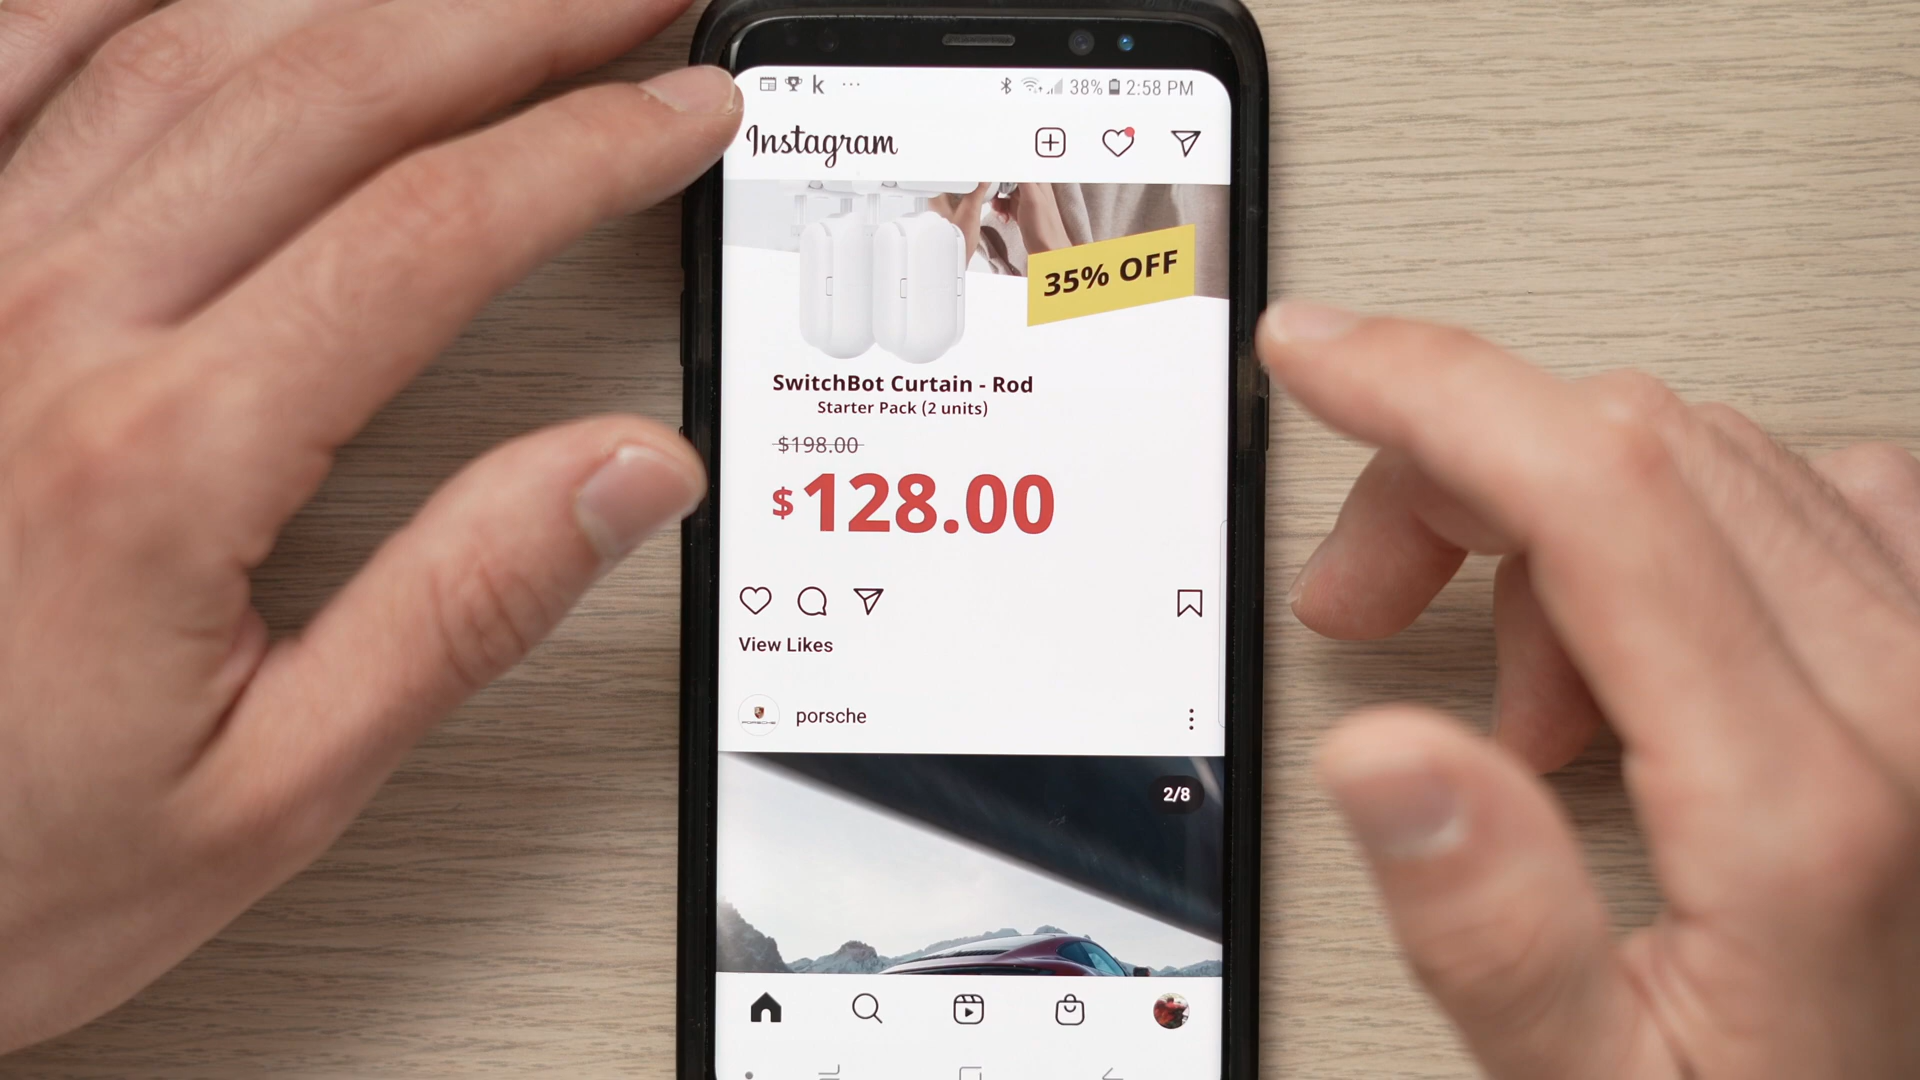 k ... 38% 2:58 PM
Instagram
35% OFF
SwitchBot Curtain - Rod
Starter Pack (2 units)
$198.00
$128.00
View Likes
porsche
2/8